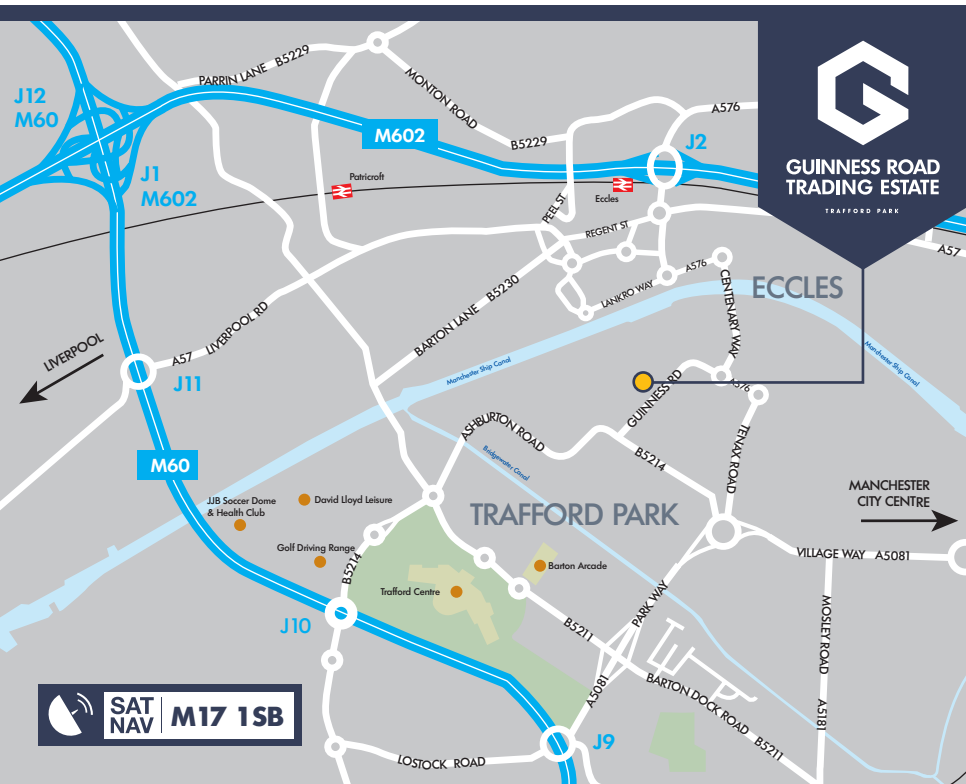 PARRIN LANE B5229
MONTON ROAD
B5229
A576
J12
M60
M602
J2
J1
M602
Patricroft
Eccles
PEEL ST
REGENT ST
G
GUINNESS ROAD
TRADING ESTATE
TRAFFORD PARK
A57
LANKRO WAY
A576
CENTENARY WAY
ECCLES
BARTON LANE B5230
LIVERPOOL
A57 LIVERPOOL RD
J11
Manchester Ship Canal
Manchester Ship Canal
A576
GUINNESS RD
ASHBURTON ROAD
Bridgewater Canal
B5214
TENAX ROAD
M60
JJB Soccer Dome
& Health Club
David Lloyd Leisure
TRAFFORD PARK
MANCHESTER
CITY CENTRE
Golf Driving Range
B5214
Trafford Centre
Barton Arcade
VILLAGE WAY A5081
PARK WAY
MOSLEY ROAD
J10
B5211
A5081
BARTON DOCK ROAD
B5211
A5181
SAT
NAV
M17 1SB
J9
LOSTOCK ROAD